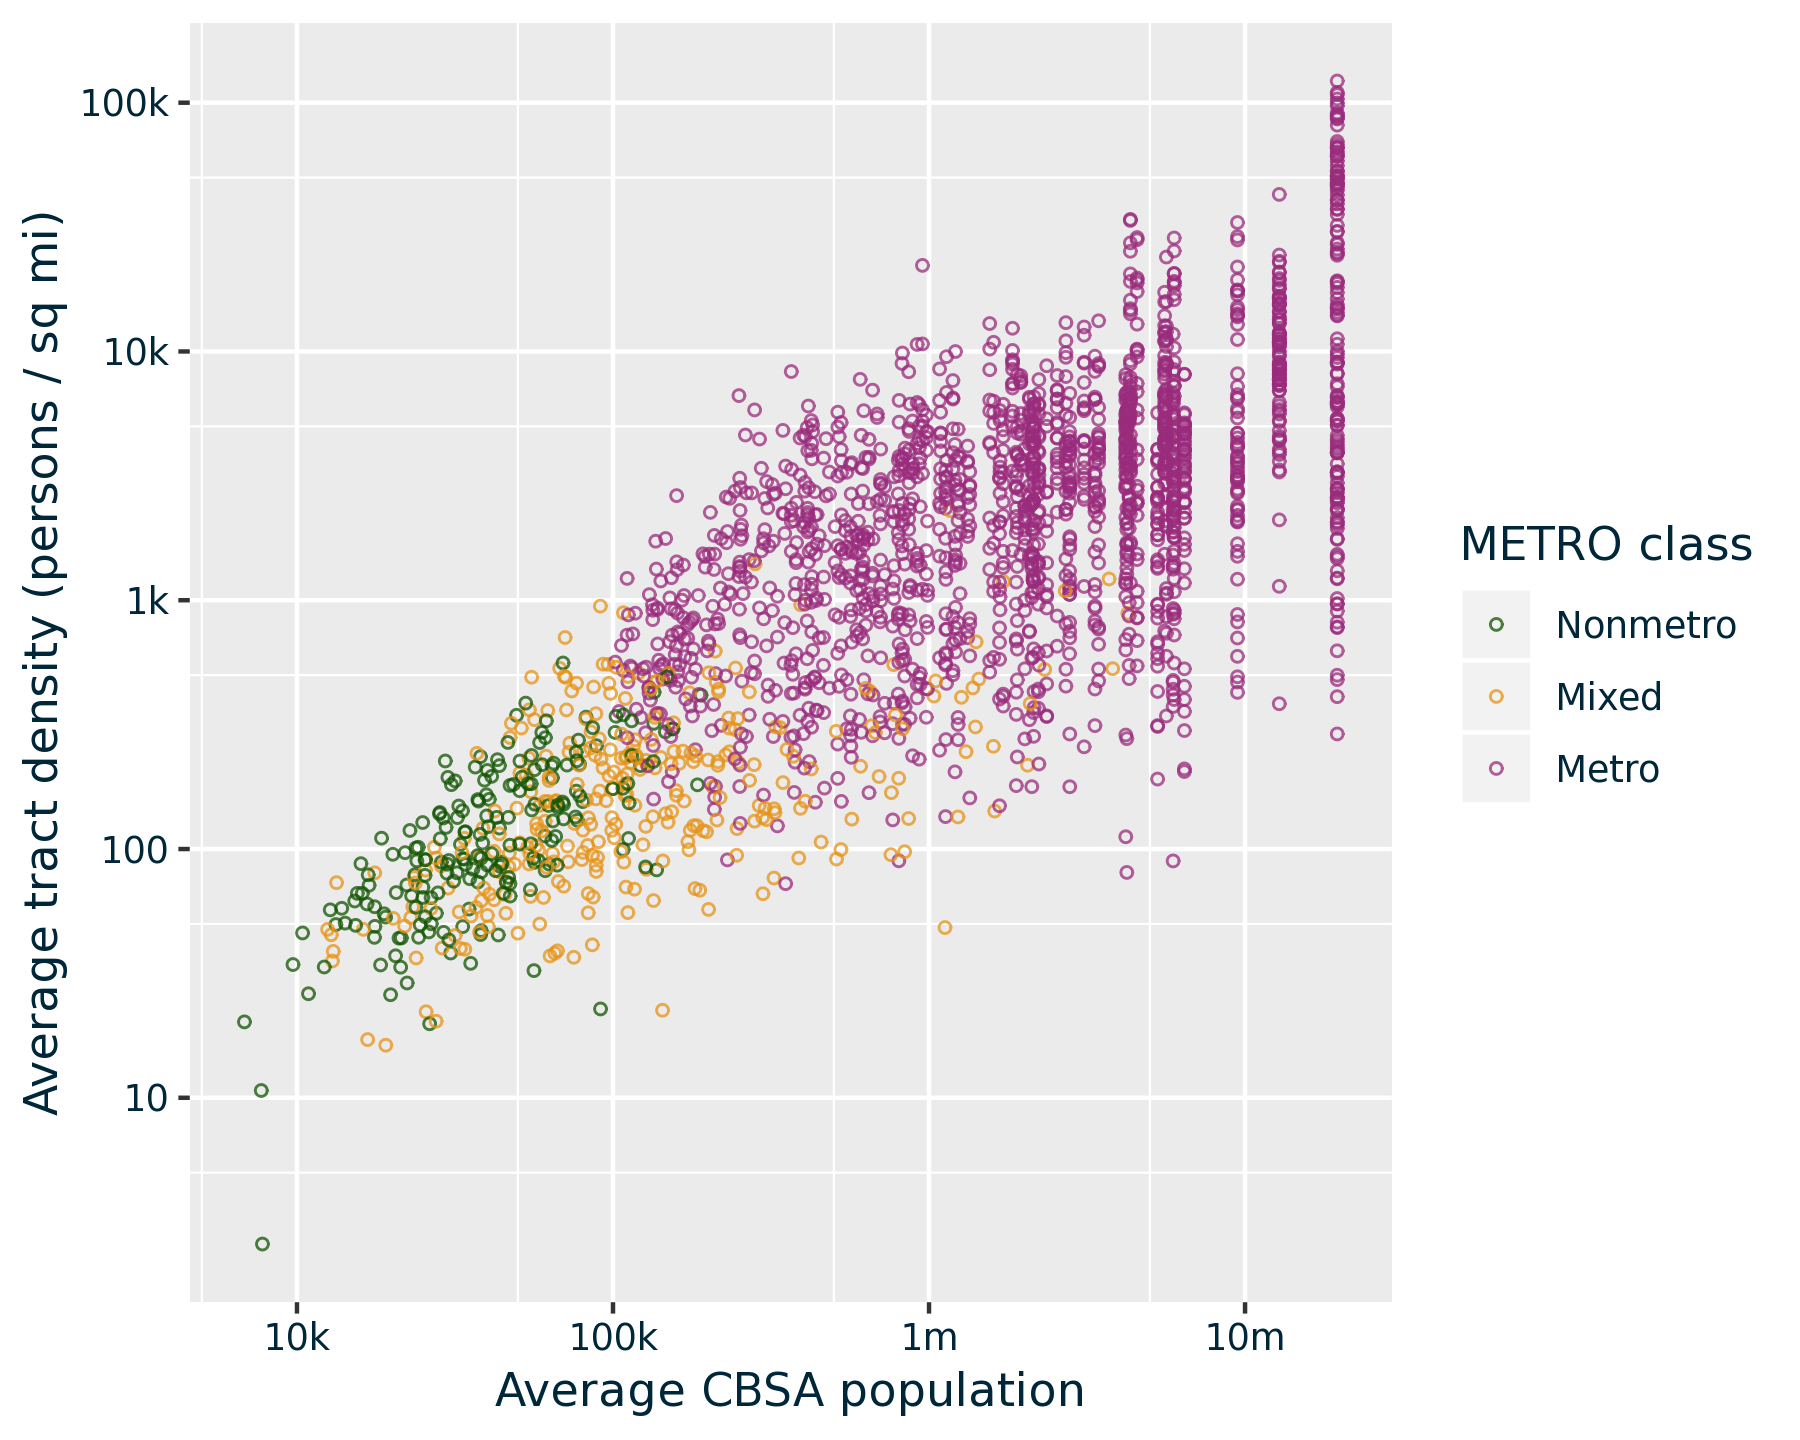 100k
10k
1k
100
10
Average tract density (persons / sq mi)
10k
100k
1m
10m
Average CBSA population
METRO class
Nonmetro
Mixed
Metro